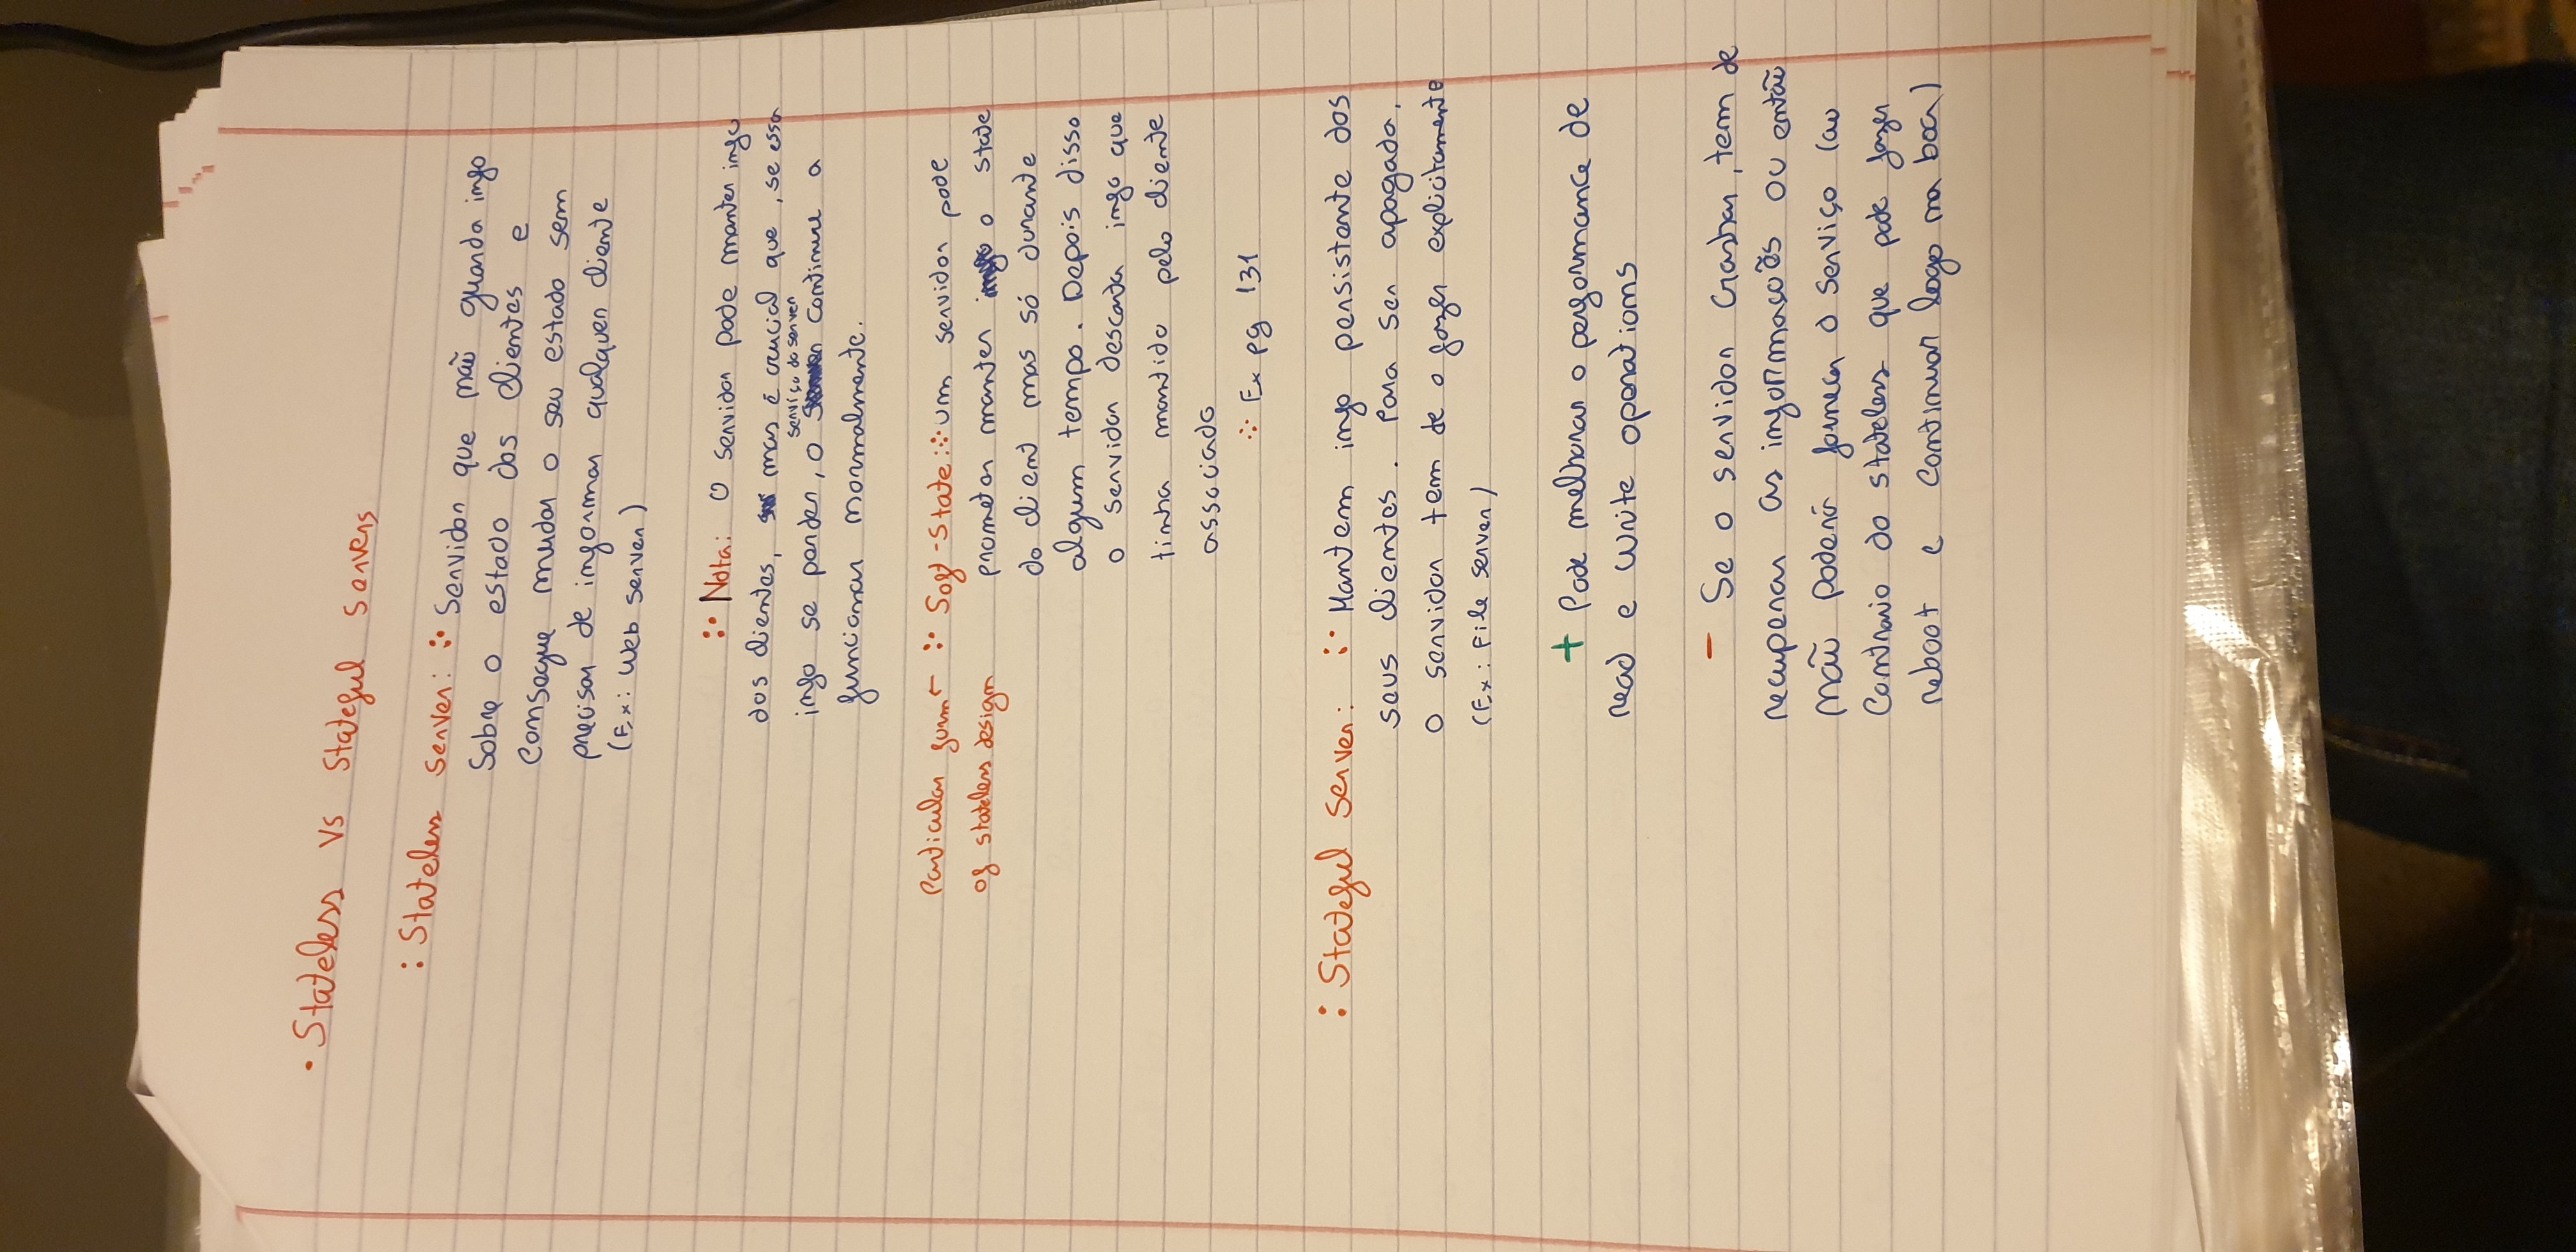 • Stateless vs Stateful servers
: Stateless server: :· Servidor que não guarda info
sobre o estado dos clientes e
consegue mudar o seu estado sem
precisar de informar qualquer cliente
(Ex: Web server)
:· Nota: O servidor pode manter info
dos clientes, mas é crucial que, se essa
serviço do server
info se perder, o continue a
funcionar normalmente.
Particular form ← :· Soft-State: :· um servidor pode
of stateless design prometer manter o state
do client mas só durante
algum tempo. Depois disso
o servidor descarta info que
tinha mantido pelo cliente
associado
:· Ex pg 131
: Stateful server: :· Mantem info persistente dos
seus clientes. Para ser apagada,
o servidor tem de o fazer explicitamente
(Ex: File server)
+ Pode melhorar o performance de
read e write operations
- Se o servidor crashar, tem de
recuperar as informações ou então
não poderá fornecer o serviço (ao
contrario do stateless que pode fazer
reboot e continuar logo na boa)